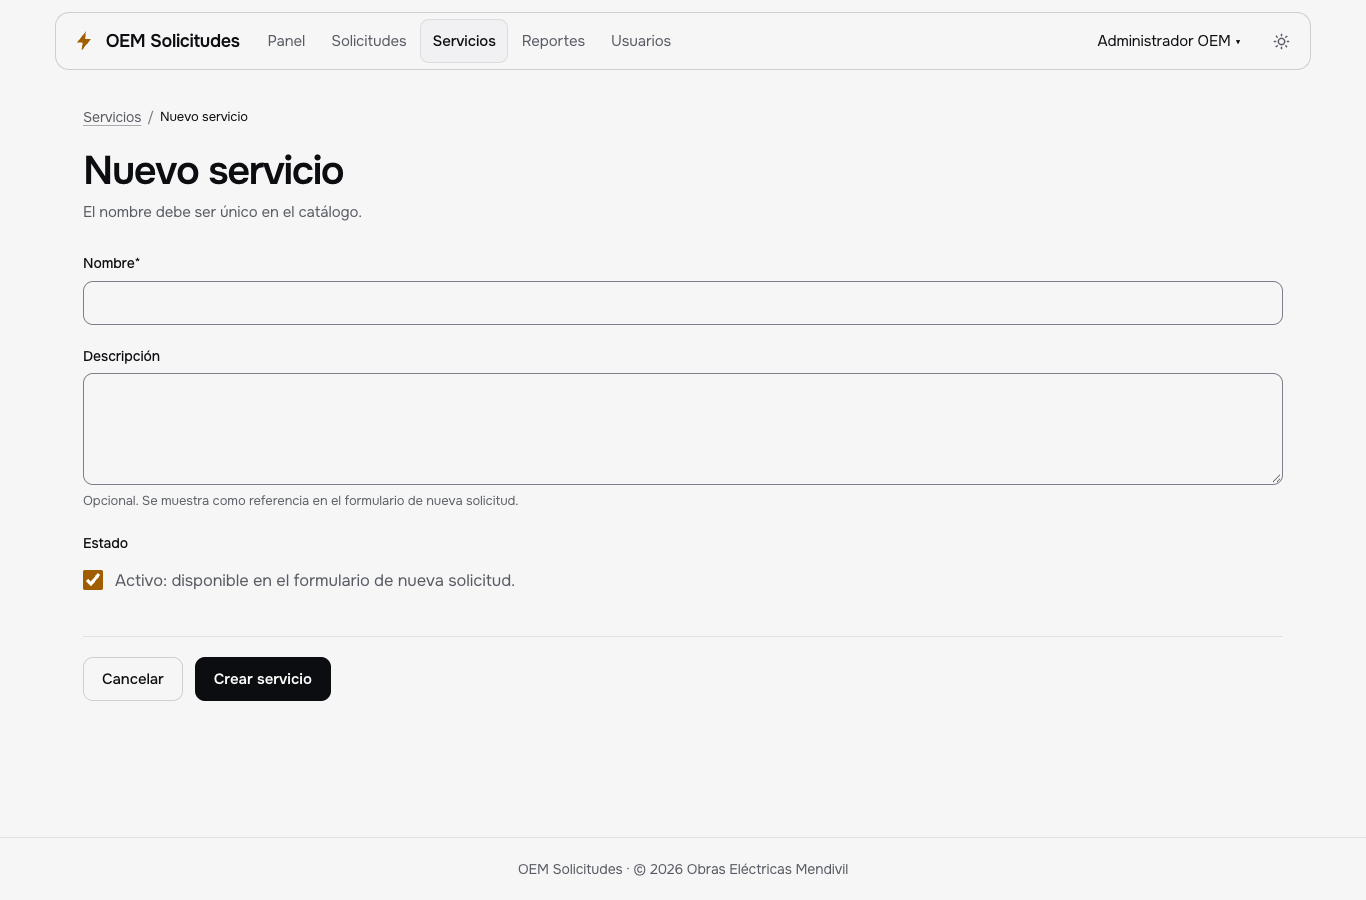 OEM Solicitudes Panel Solicitudes Servicios Reportes Usuarios Administrador OEM ▾
Servicios / Nuevo servicio
Nuevo servicio
El nombre debe ser único en el catálogo.
Nombre*
Descripción
Opcional. Se muestra como referencia en el formulario de nueva solicitud.
Estado
Activo: disponible en el formulario de nueva solicitud.
Cancelar Crear servicio
OEM Solicitudes · © 2026 Obras Eléctricas Mendivil